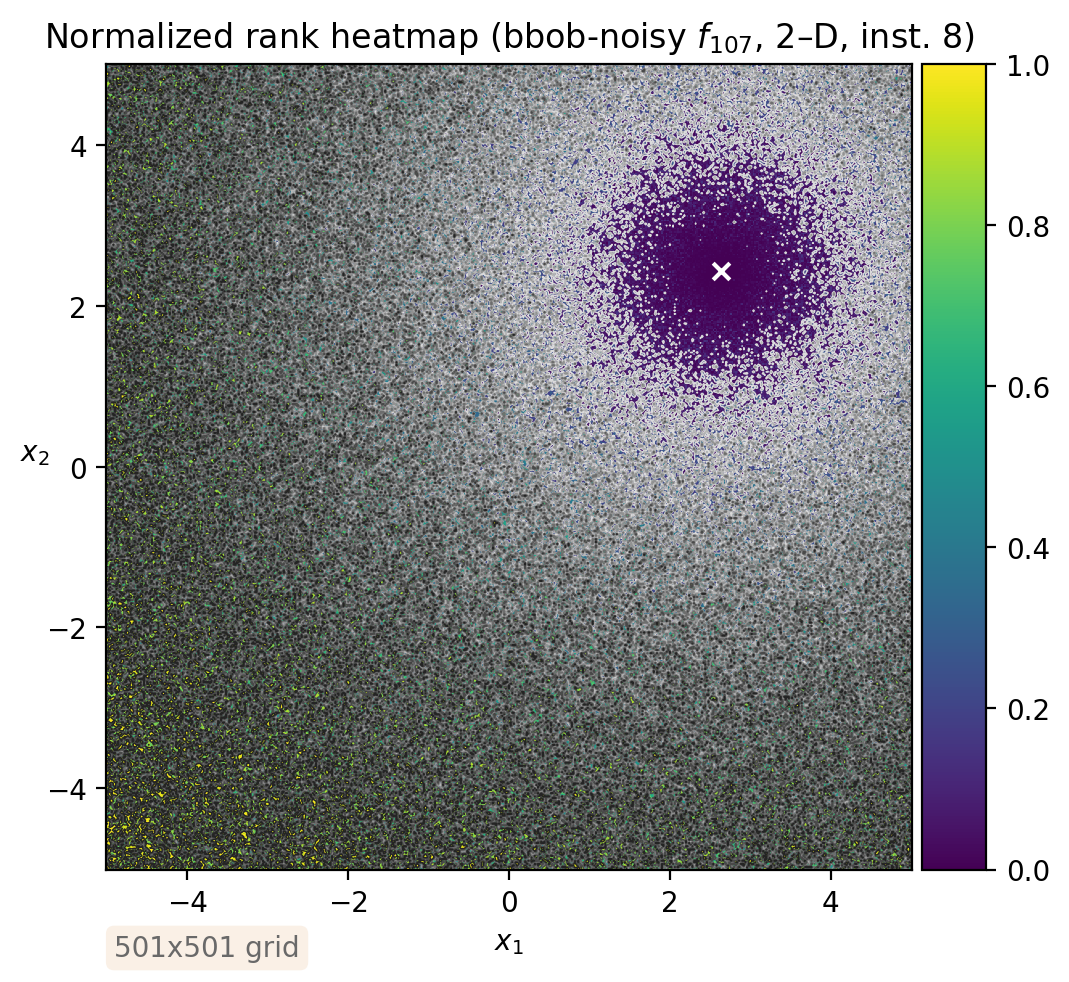 Normalized rank heatmap (bbob-noisy f₁₀₇, 2–D, inst. 8)
1.0
0.8
0.6
0.4
0.2
0.0
4
2
0
−2
−4
x₂
−4 −2 0 2 4
x₁
501x501 grid